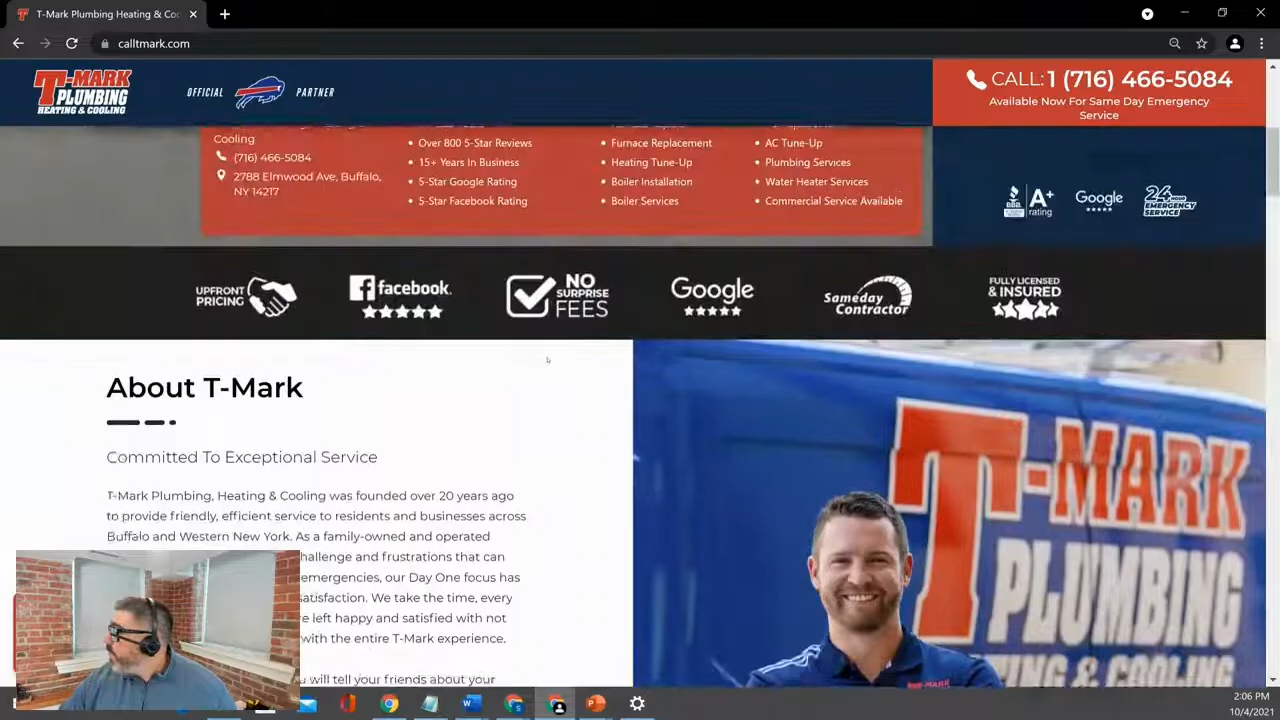 T-Mark Plumbing Heating & Coo
calltmark.com
T-MARK
PLUMBING
HEATING & COOLING
OFFICIAL
PARTNER
CALL: 1 (716) 466-5084
Available Now For Same Day Emergency
Service
Cooling
(716) 466-5084
2788 Elmwood Ave, Buffalo,
NY 14217
• Over 800 5-Star Reviews
• 15+ Years In Business
• 5-Star Google Rating
• 5-Star Facebook Rating
• Furnace Replacement
• Heating Tune-Up
• Boiler Installation
• Boiler Services
• AC Tune-Up
• Plumbing Services
• Water Heater Services
• Commercial Service Available
BBB
A+
rating
Google
24 HOUR
EMERGENCY
SERVICE
UPFRONT
PRICING
facebook.
NO
SURPRISE
FEES
Google
Sameday
Contractor
FULLY LICENSED
& INSURED
About T-Mark
Committed To Exceptional Service
T-Mark Plumbing, Heating & Cooling was founded over 20 years ago
to provide friendly, efficient service to residents and businesses across
Buffalo and Western New York. As a family-owned and operated
hallenge and frustrations that can
emergencies, our Day One focus has
atisfaction. We take the time, every
e left happy and satisfied with not
with the entire T-Mark experience.
u will tell your friends about your
T-MARK
PLUMBING
ING & COOLING
2:06 PM
10/4/2021